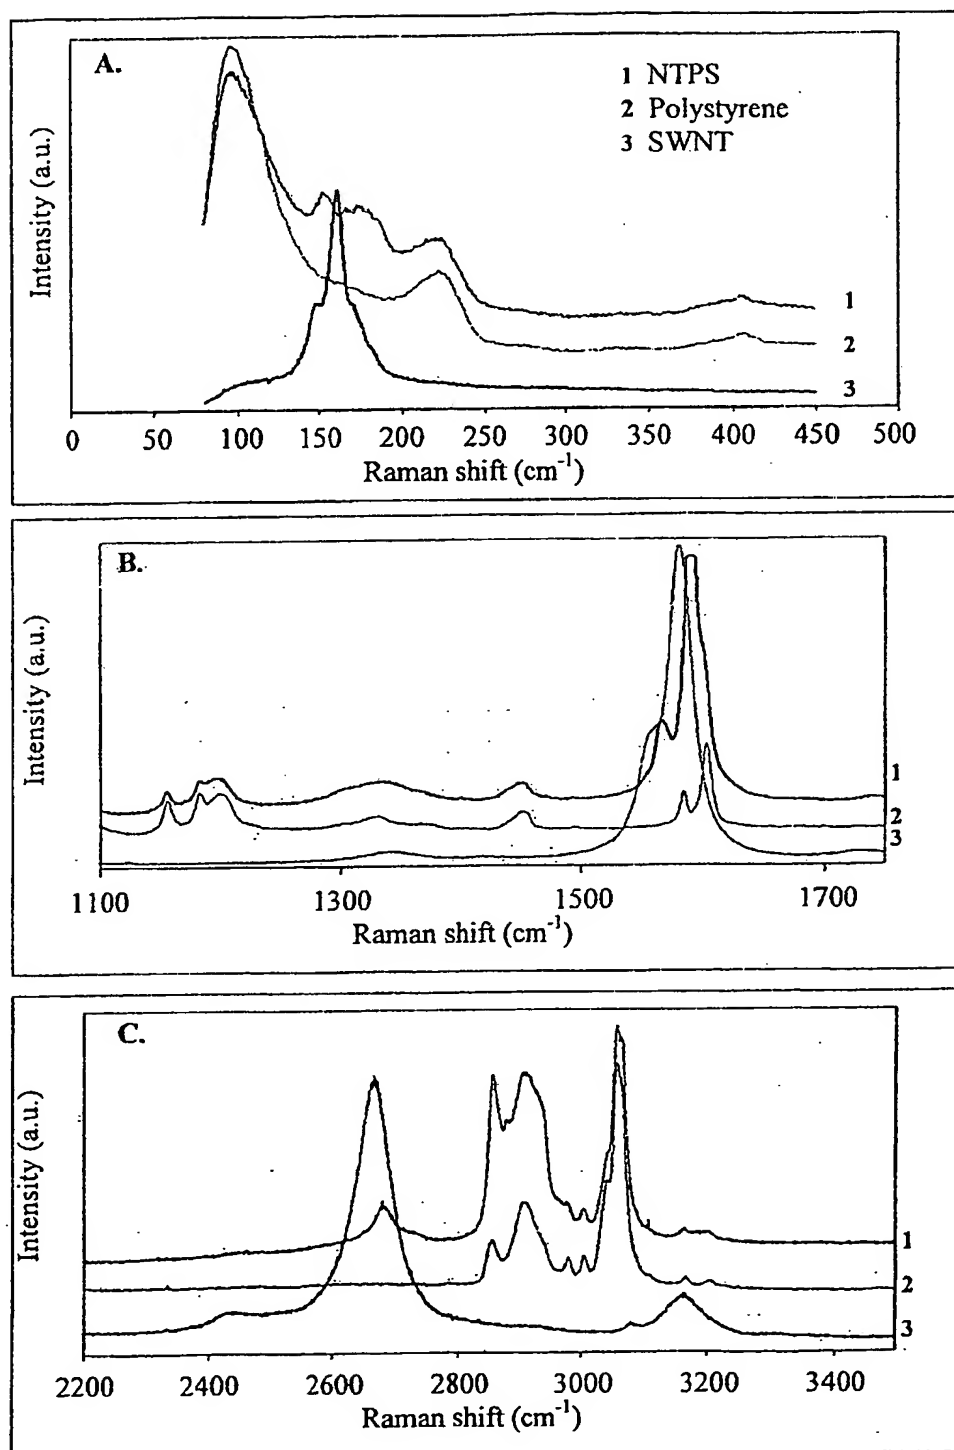 A.
1 NTPS
2 Polystyrene
3 SWNT
Intensity (a.u.)
1
2
3
0 50 100 150 200 250 300 350 400 450 500
Raman shift (cm⁻¹)
B.
Intensity (a.u.)
1
2
3
1100 1300 1500 1700
Raman shift (cm⁻¹)
C.
Intensity (a.u.)
1
2
3
2200 2400 2600 2800 3000 3200 3400
Raman shift (cm⁻¹)